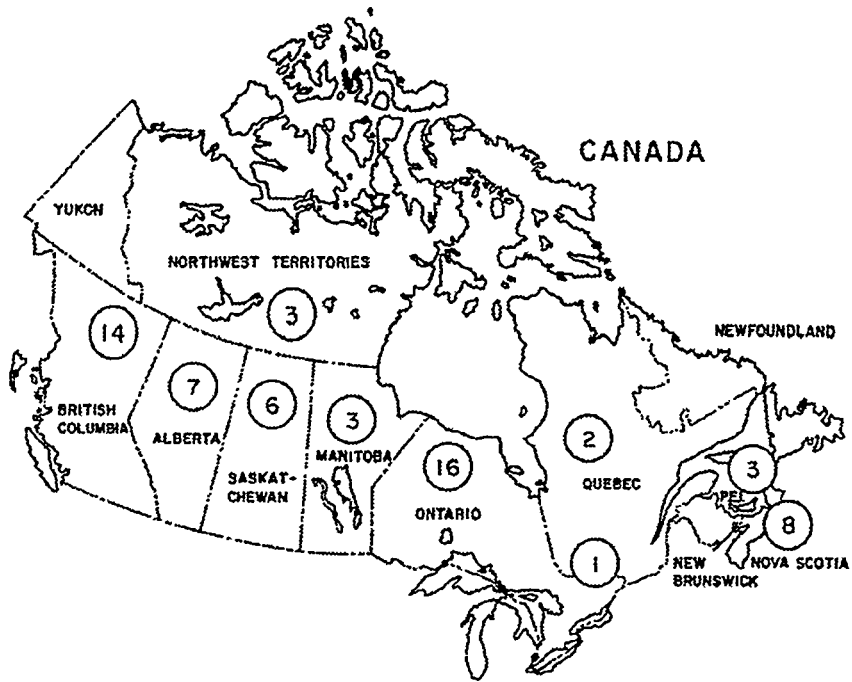 CANADA
YUKON
NORTHWEST TERRITORIES
3
14
NEWFOUNDLAND
7
6
3
BRITISH
COLUMBIA
ALBERTA
MANITOBA
2
16
SASKAT-
CHEWAN
QUEBEC
3
PEI
ONTARIO
8
1
NEW
BRUNSWICK
NOVA SCOTIA